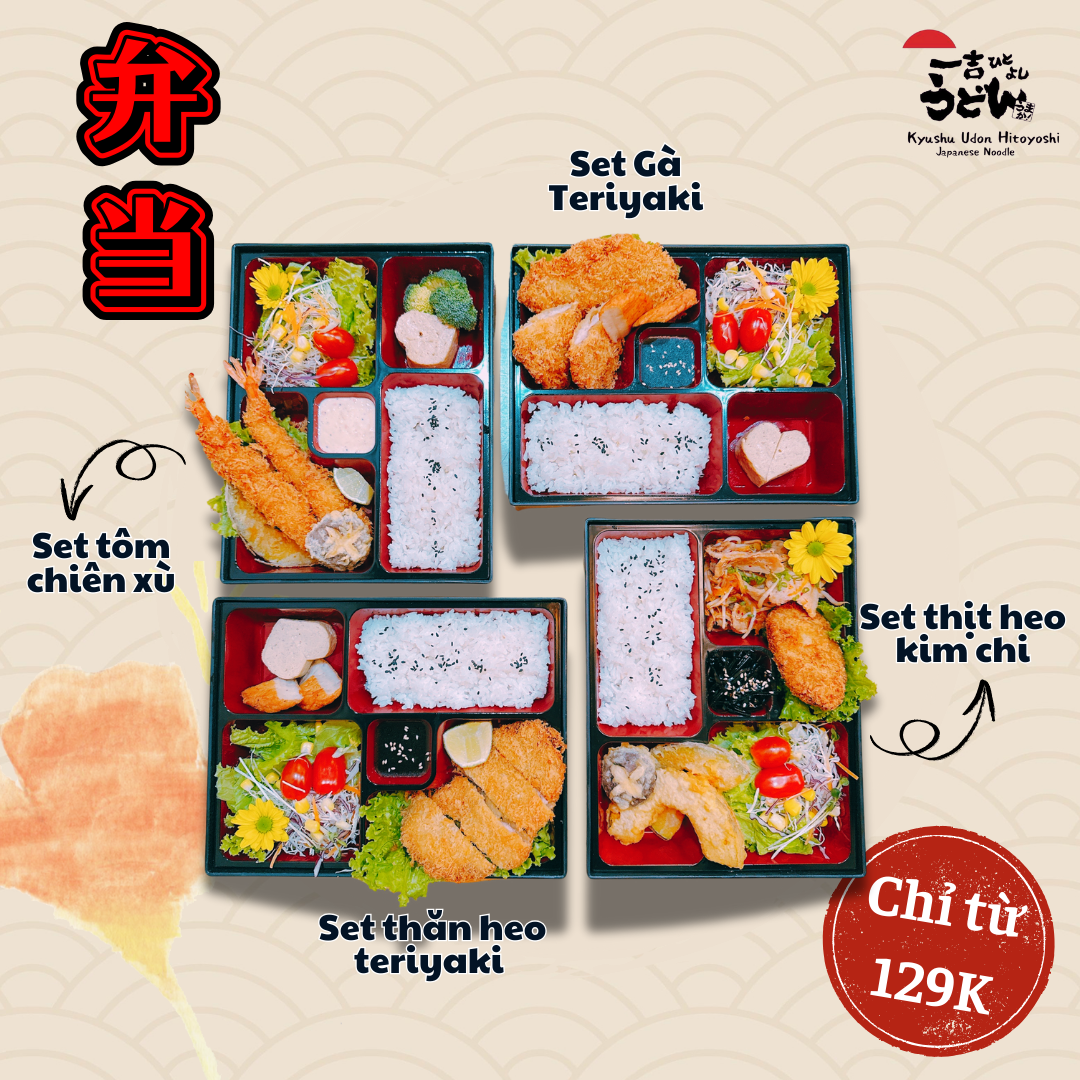 弁
当
一吉ひと
よし
うどん
Kyushu Udon Hitoyoshi
Japanese Noodle
Set Gà
Teriyaki
Set tôm
chiên xù
Set thịt heo
kim chi
Set thăn heo
teriyaki
Chỉ từ
129K